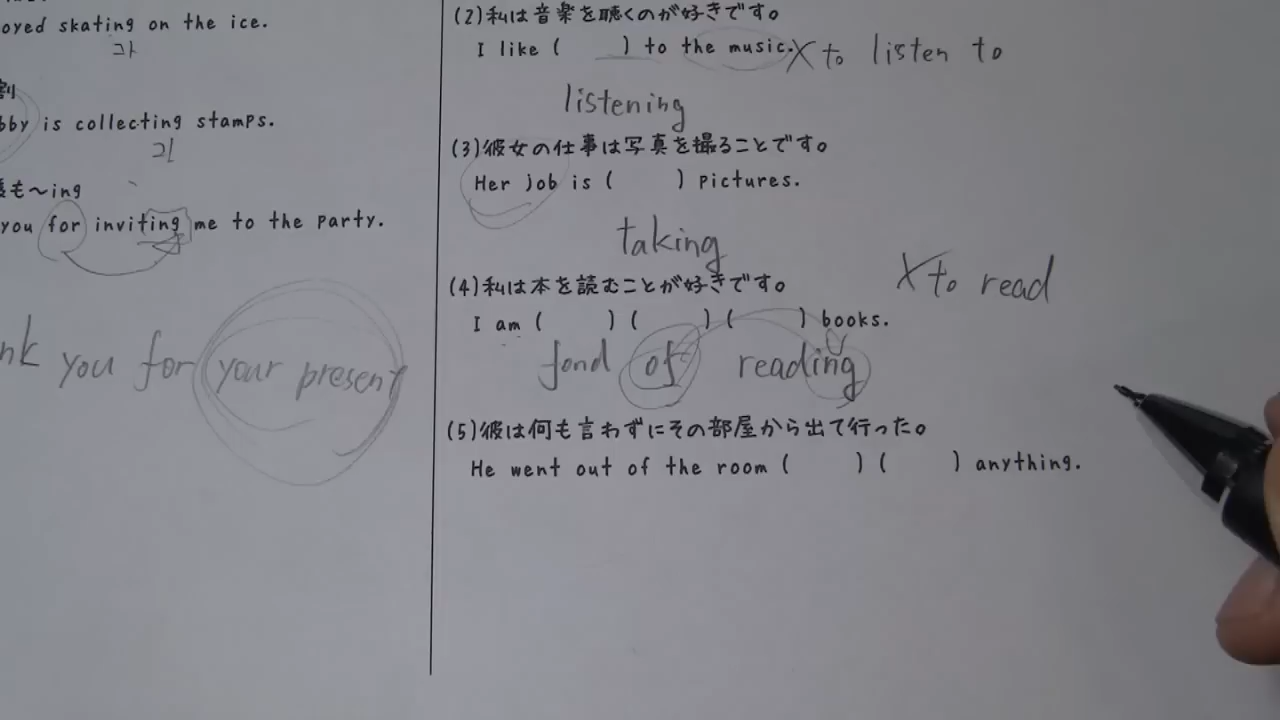 oyed skating on the ice.
割
bby is collecting stamps.
も～ing
you for inviting me to the party.
you for your present
(2)私は音楽を聴くのが好きです。
I like (     ) to the music. X to listen to
listening
(3)彼女の仕事は写真を撮ることです。
Her job is (     ) pictures.
taking
(4)私は本を読むことが好きです。
X to read
I am (     ) (     ) (     ) books.
fond of reading
(5)彼は何も言わずにその部屋から出て行った。
He went out of the room (     ) (     ) anything.